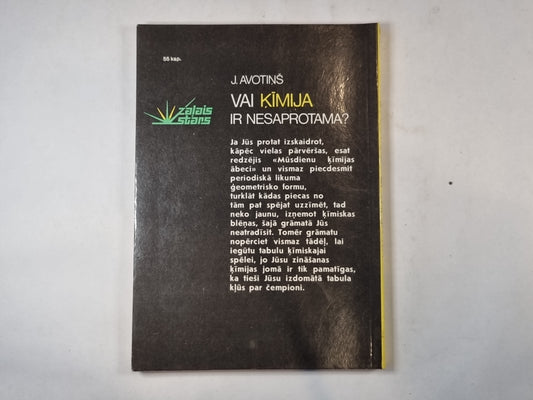 55 kap.
J. AVOTIŅŠ
zaļais
stars
VAI ĶĪMIJA
IR NESAPROTAMA?
Ja Jūs protat izskaidrot,
kāpēc vielas pārvēršas, esat
redzējis «Mūsdienu ķīmijas
ābeci» un vismaz piecdesmit
periodiskā likuma
ģeometrisko formu,
turklāt kādas piecas no
tām pat spējat uzzīmēt, tad
neko jaunu, izņemot ķīmiskas
blēņas, šajā grāmatā Jūs
neatradīsit. Tomēr grāmatu
nopērciet vismaz tādēļ, lai
iegūtu tabulu ķīmiskajai
spēlei, jo Jūsu zināšanas
ķīmijas jomā ir tik pamatīgas,
ka tieši Jūsu izdomātā tabula
kļūs par čempioni.